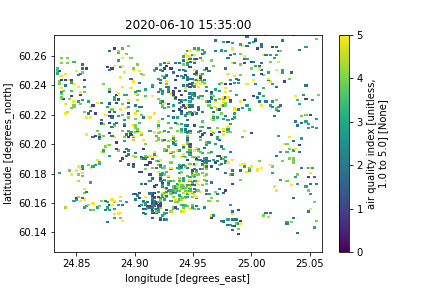 2020-06-10 15:35:00
60.26
60.24
60.22
60.20
60.18
60.16
60.14
latitude [degrees_north]
24.85 24.90 24.95 25.00 25.05
longitude [degrees_east]
5
4
3
2
1
0
air quality index [unitless,
1.0 to 5.0] [None]